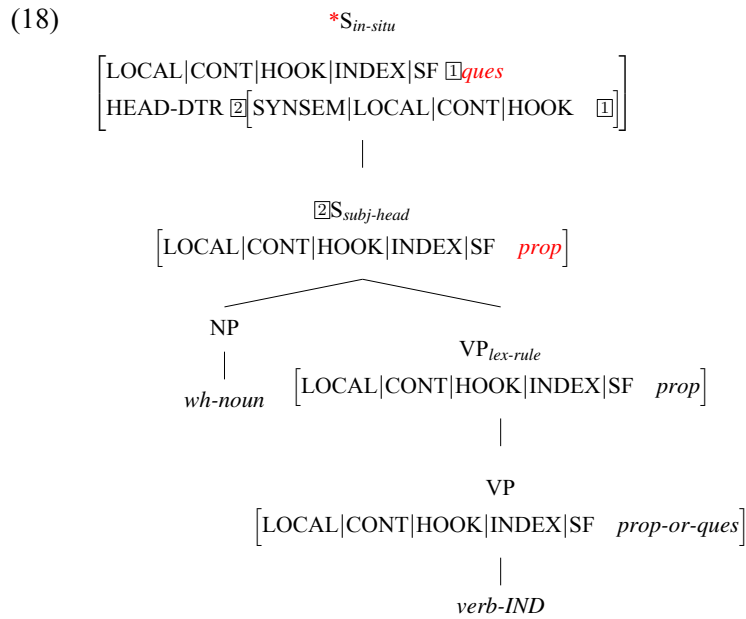 (18)
*S in-situ
[LOCAL|CONT|HOOK|INDEX|SF 1 ques
HEAD-DTR 2 [SYNSEM|LOCAL|CONT|HOOK 1]]
2 S subj-head
[LOCAL|CONT|HOOK|INDEX|SF prop]
NP
wh-noun
VP lex-rule
[LOCAL|CONT|HOOK|INDEX|SF prop]
VP
[LOCAL|CONT|HOOK|INDEX|SF prop-or-ques]
verb-IND